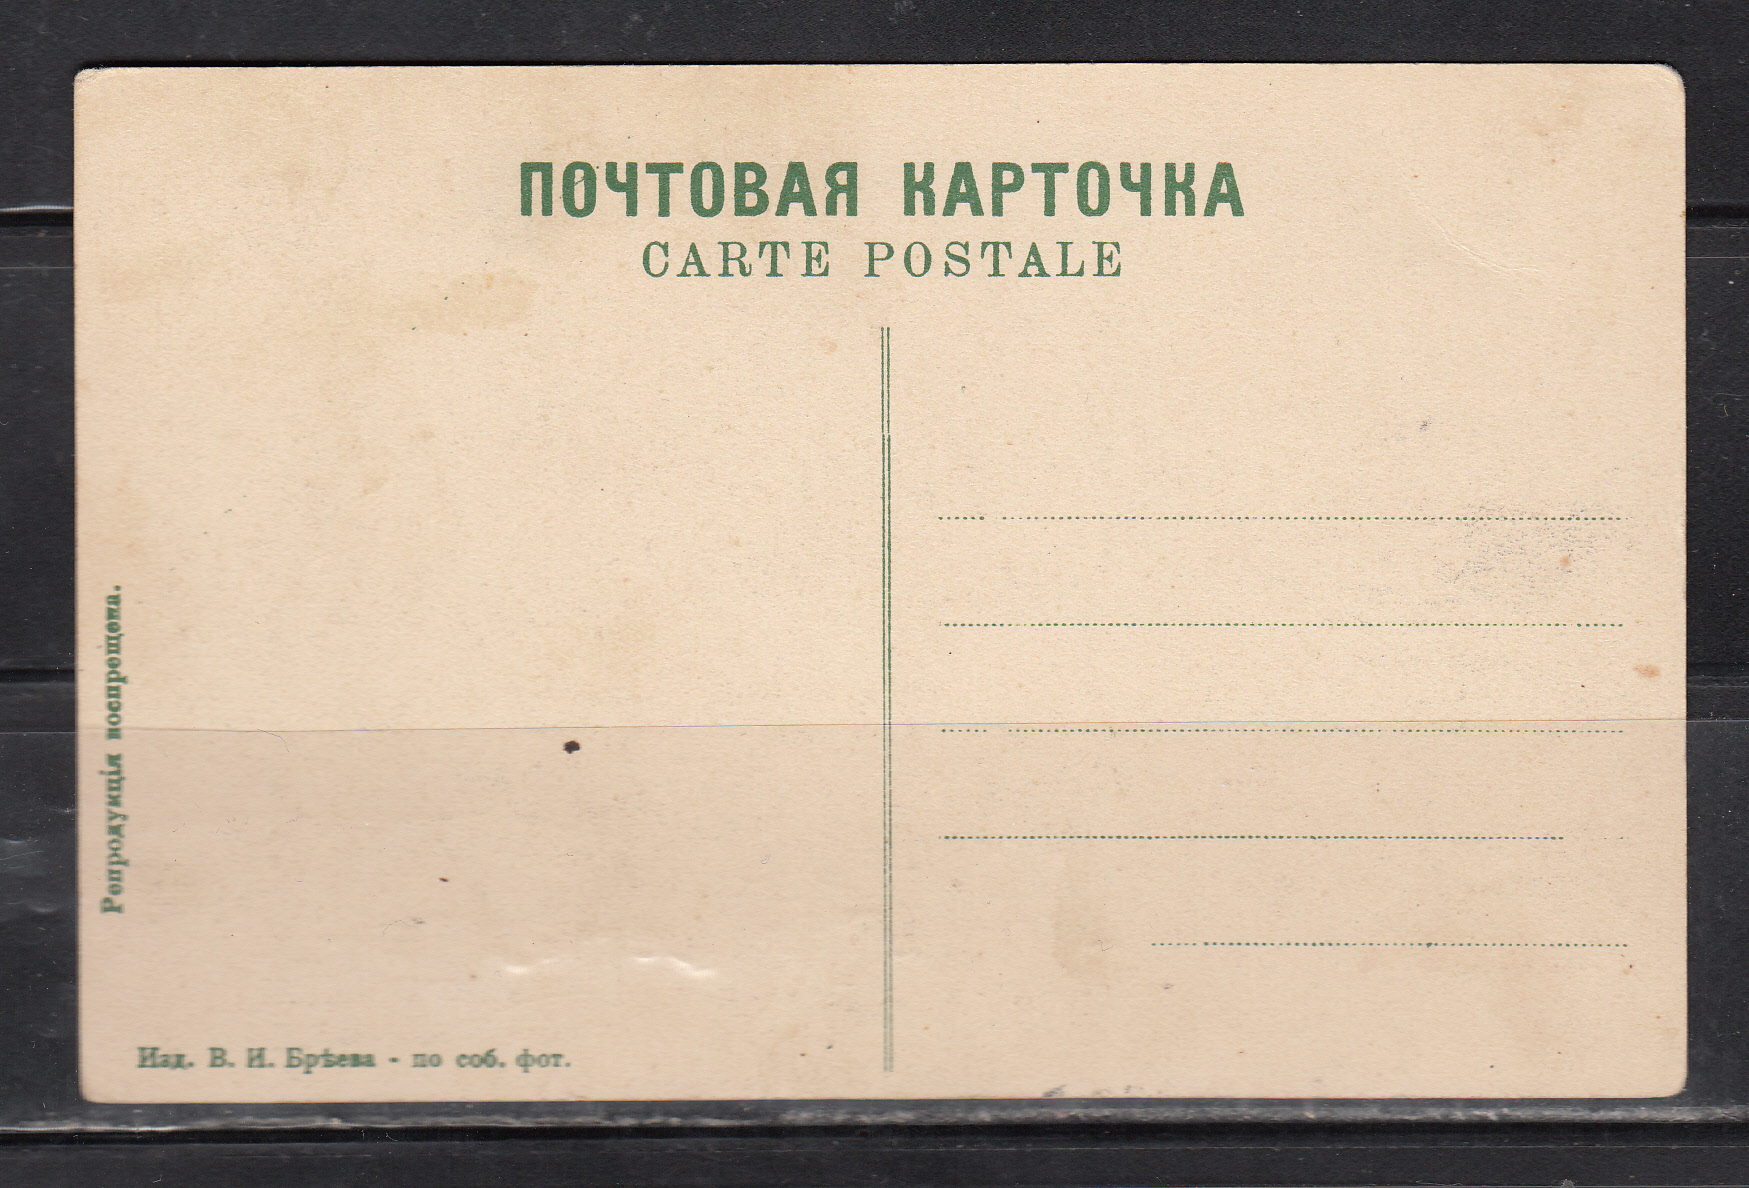 ПОЧТОВАЯ КАРТОЧКА
CARTE POSTALE
Репродукція воспрещена.
Изд. В. И. Брѣева - по соб. фот.